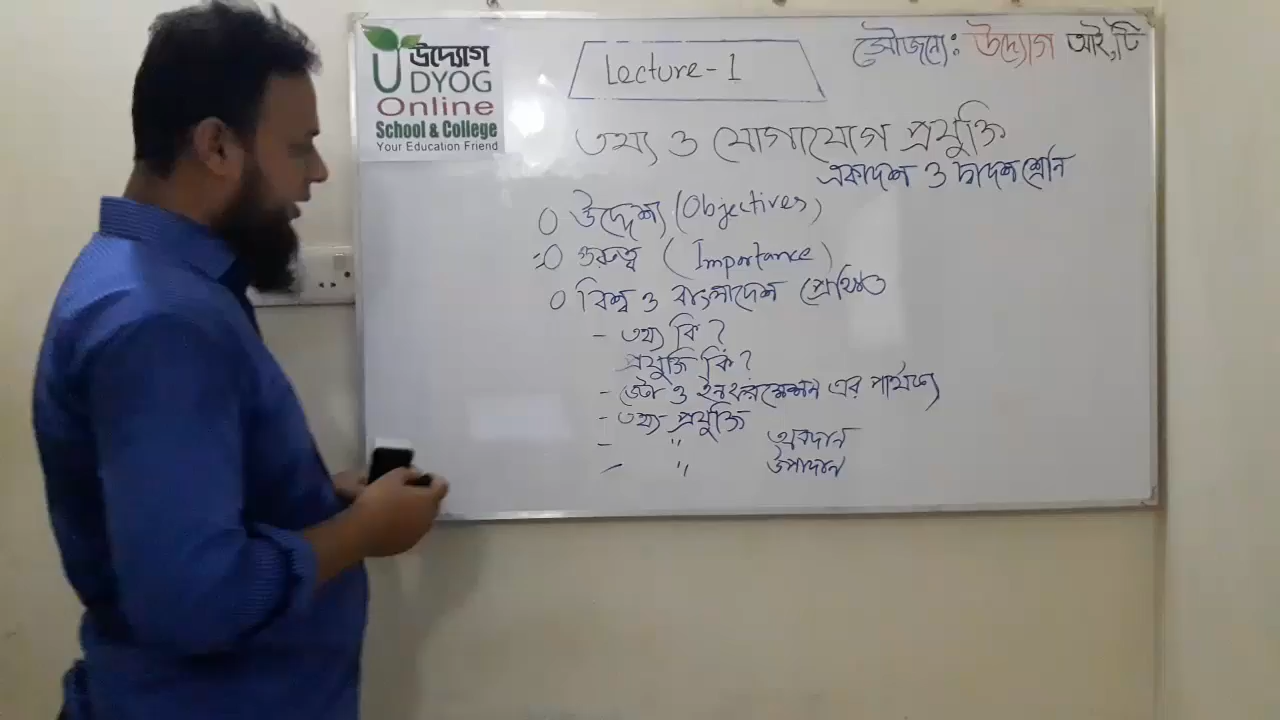 উদ্যোগ
UDYOG
Online
School & College
Your Education Friend
Lecture-1
সৌজন্যে: উদ্যোগ আই,টি
তথ্য ও যোগাযোগ প্রযুক্তি
একাদশ ও দ্বাদশ শ্রেনি
০ উদ্দেশ্য (Objectives)
০ গুরুত্ব (Importance)
০ বিশ্ব ও বাংলাদেশ প্রেক্ষিত
- তথ্য কি?
প্রযুক্তি কি?
- ডেটা ও ইনফরমেশন এর পার্থক্য
- তথ্য প্রযুক্তি
- " অবদান
- " উপাদান